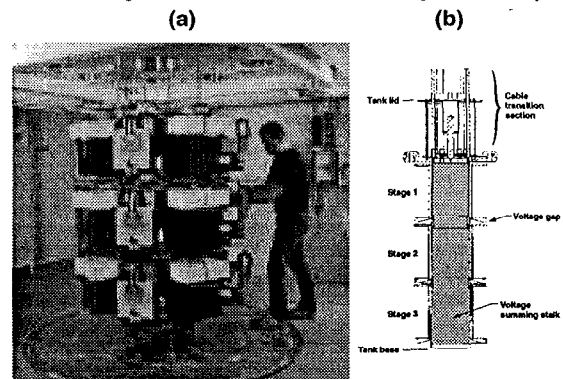 (a)
(b)
Tank lid
Cable
transition
section
Stage 1
Voltage gap
Stage 2
Stage 3
Voltage
summing stalk
Tank base